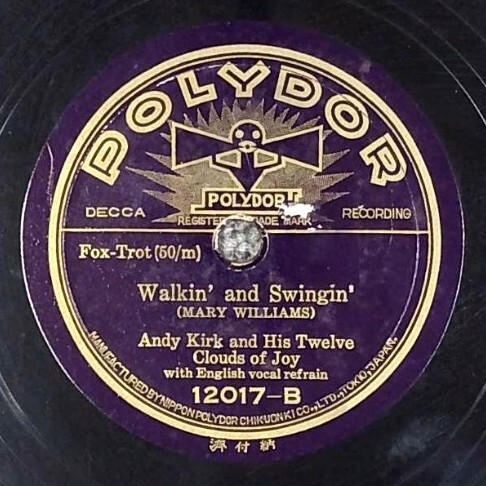 POLYDOR
POLYDOR
DECCA
RECORDING
REGISTERED TRADE MARK
Fox-Trot (50/m)
Walkin' and Swingin'
(MARY WILLIAMS)
Andy Kirk and His Twelve
Clouds of Joy
with English vocal refrain
12017-B
MANUFACTURED BY NIPPON POLYDOR CHIKUONKI CO., LTD., TOKIO, JAPAN.
濟付納